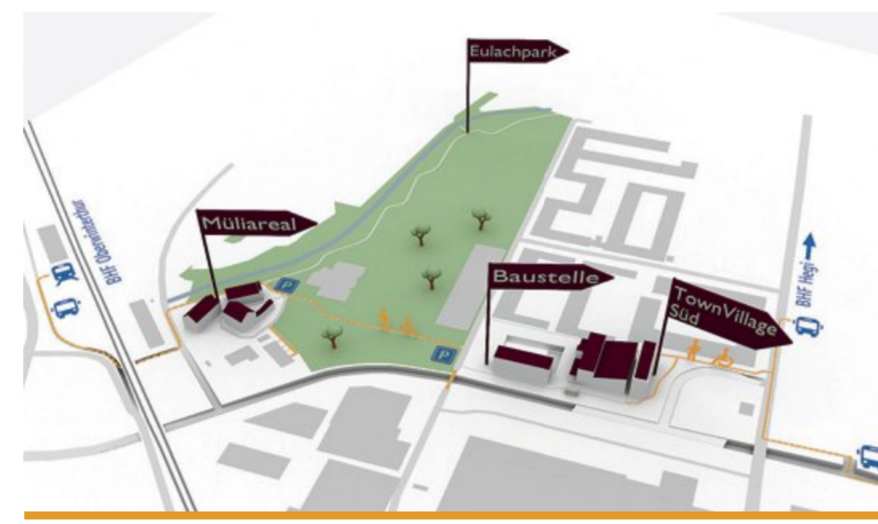 Eulachpark
BHF Oberwinterthur
Müliareal
Baustelle
TownVillage
Süd
BHF Hegi
P
P